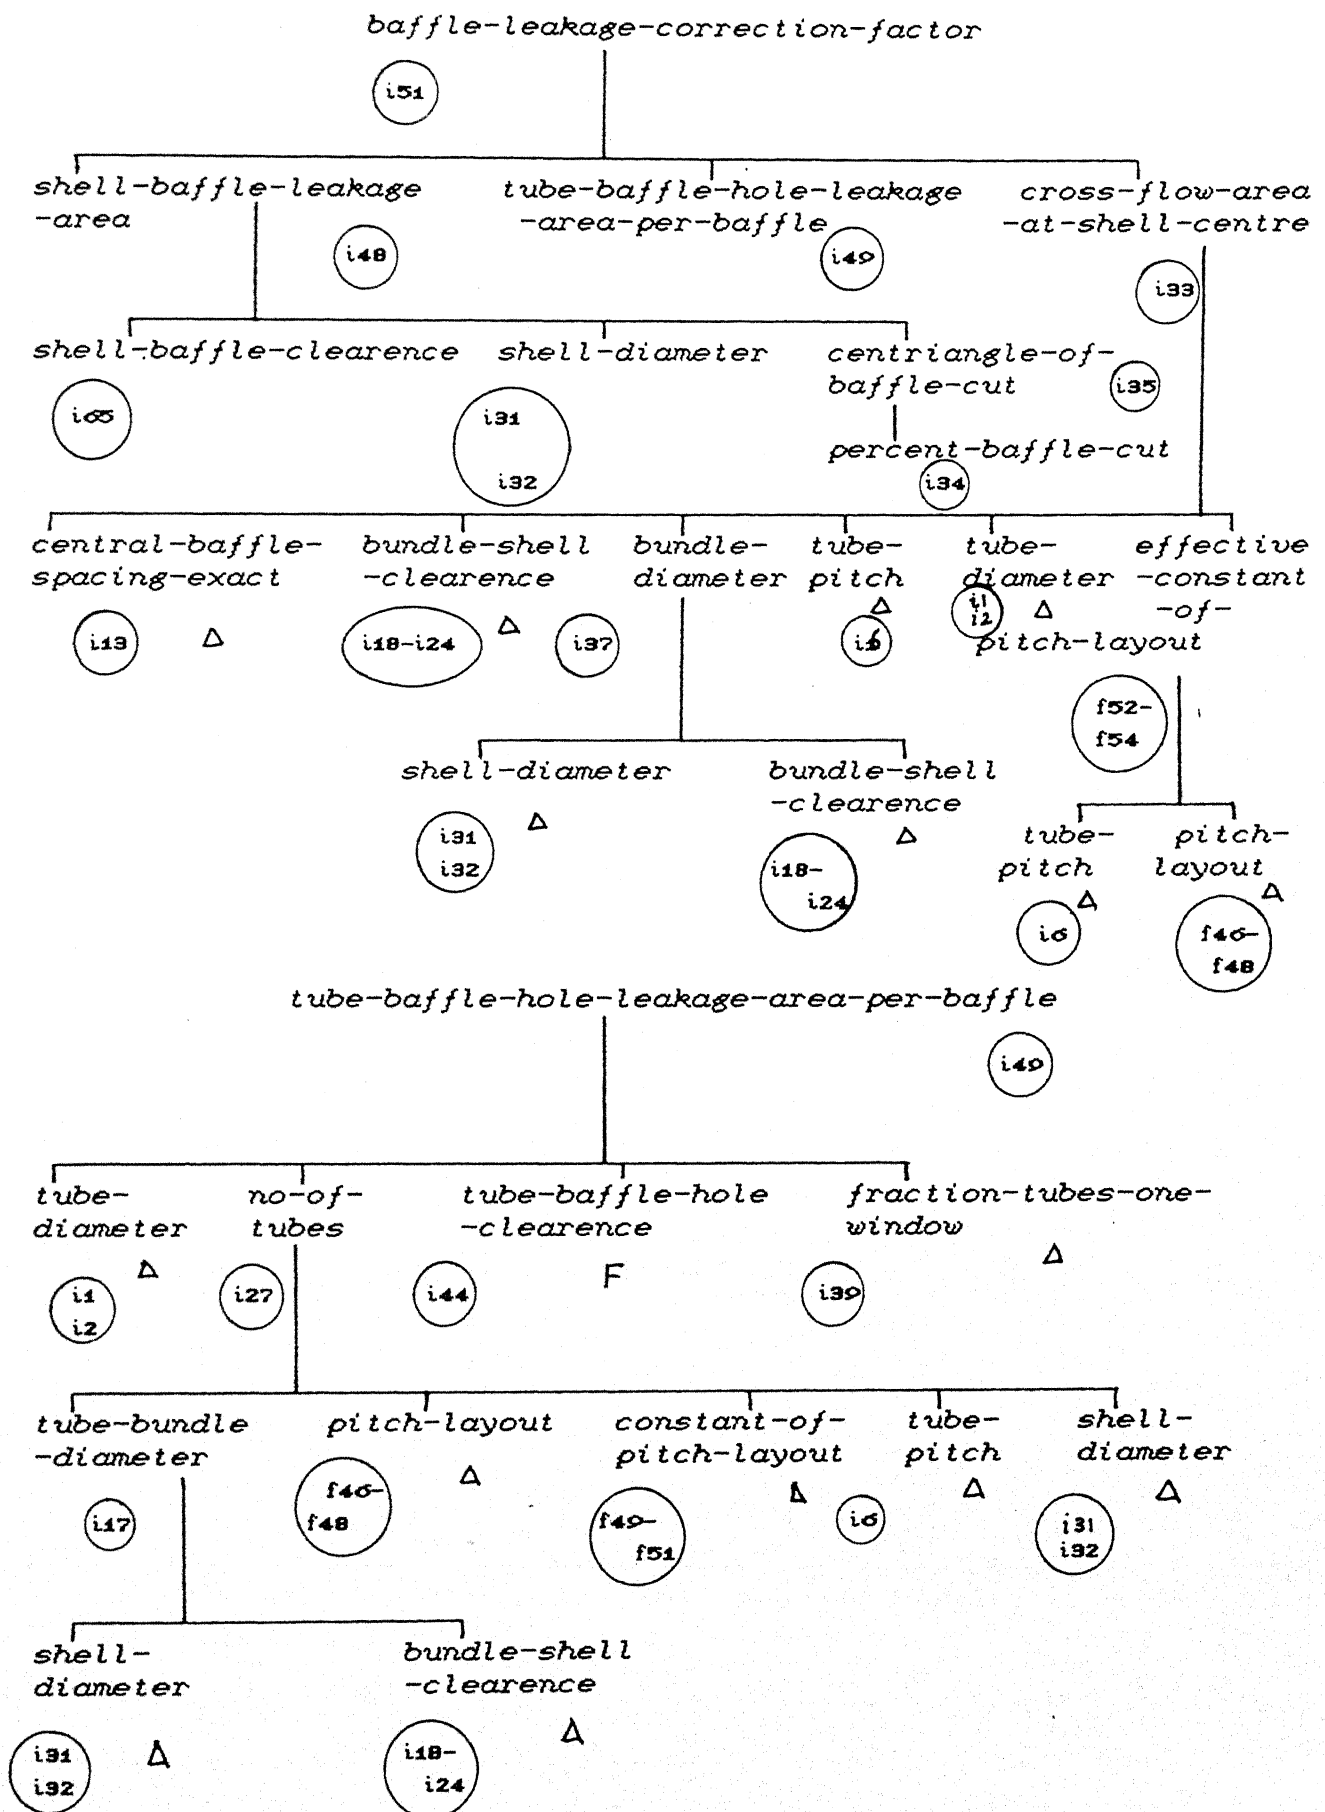 baffle-leakage-correction-factor
i51
shell-baffle-leakage
-area
tube-baffle-hole-leakage
-area-per-baffle
cross-flow-area
-at-shell-centre
i48
i49
i33
shell-baffle-clearence
shell-diameter
centriangle-of-
baffle-cut
i35
i65
i31
i32
percent-baffle-cut
i34
central-baffle-
spacing-exact
bundle-shell
-clearence
bundle-
diameter
tube-
pitch
tube-
diameter
effective
-constant
-of-
pitch-layout
i13
Δ
i18-i24
Δ
i37
Δ
i6
i1
i2
Δ
f52-
f54
shell-diameter
bundle-shell
-clearence
i31
i32
Δ
i18-
i24
Δ
tube-
pitch
pitch-
layout
Δ
i6
Δ
f46-
f48
tube-baffle-hole-leakage-area-per-baffle
i49
tube-
diameter
no-of-
tubes
tube-baffle-hole
-clearence
fraction-tubes-one-
window
Δ
i1
i2
i27
i44
F
i39
Δ
tube-bundle
-diameter
pitch-layout
constant-of-
pitch-layout
tube-
pitch
shell-
diameter
i17
f46-
f48
Δ
f49-
f51
Δ
i6
Δ
i31
i32
Δ
shell-
diameter
bundle-shell
-clearence
i31
i32
Δ
i18-
i24
Δ